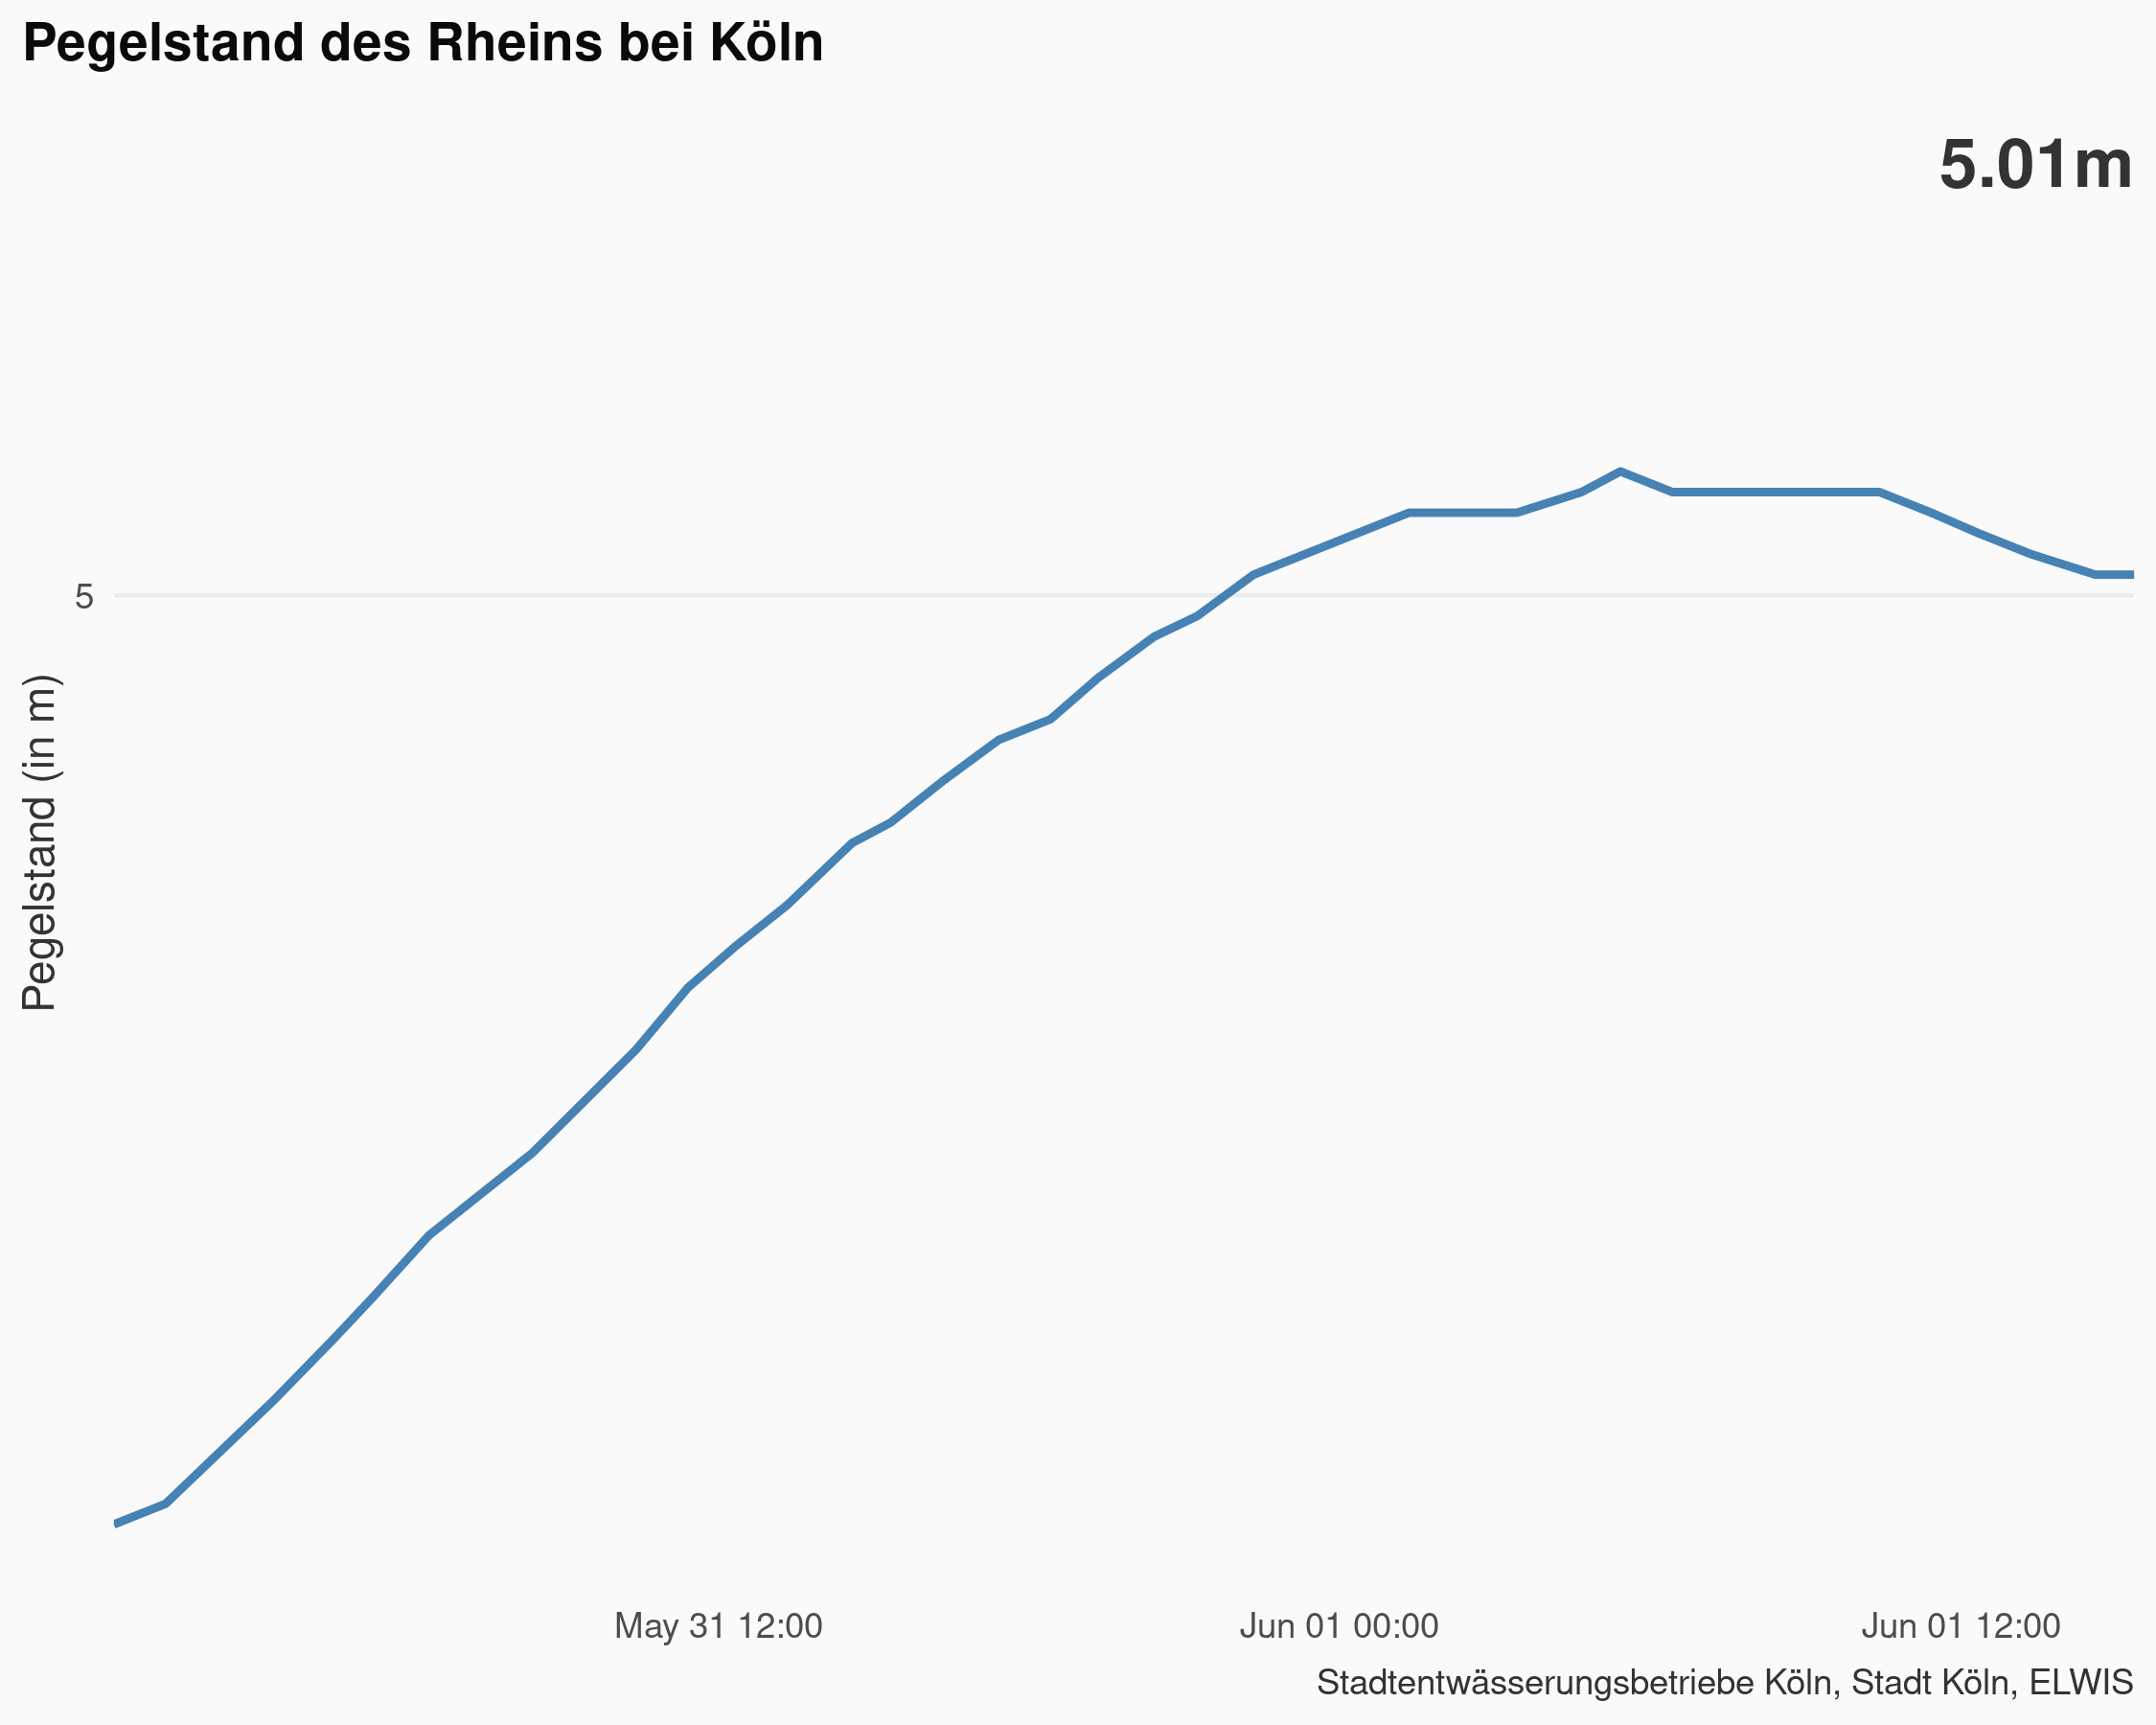 Pegelstand des Rheins bei Köln
5.01m
5
Pegelstand (in m)
May 31 12:00
Jun 01 00:00
Jun 01 12:00
Stadtentwässerungsbetriebe Köln, Stadt Köln, ELWIS